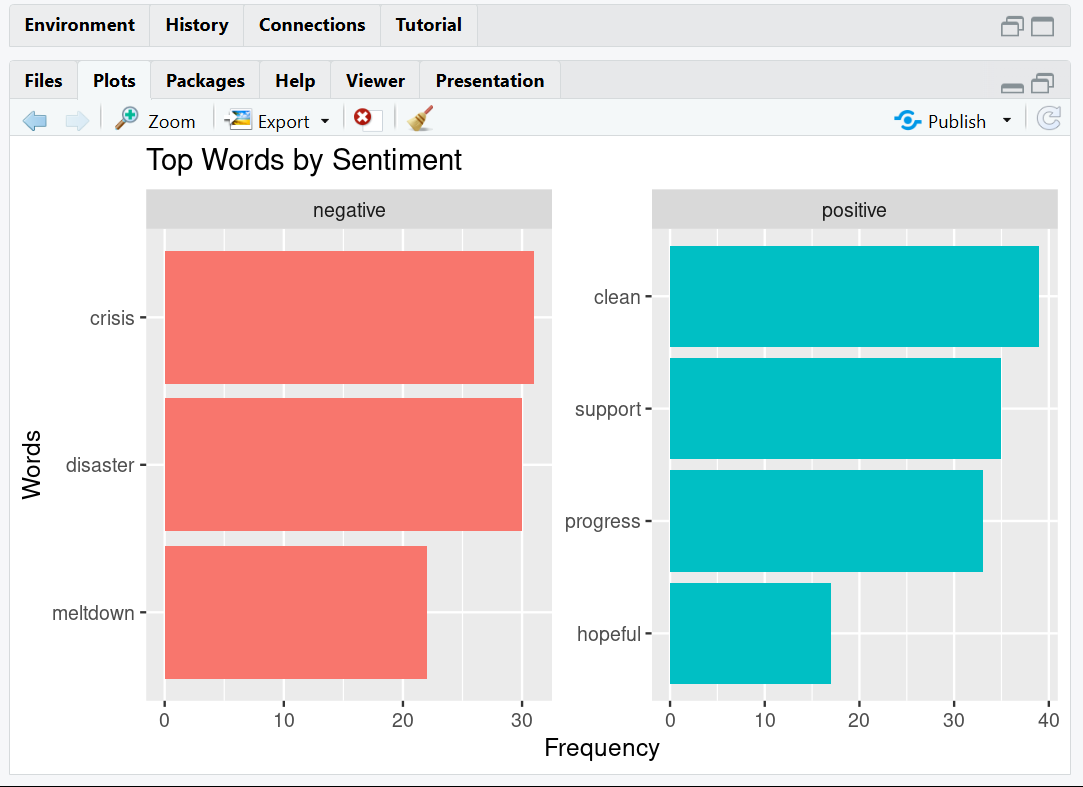 Environment History Connections Tutorial
Files Plots Packages Help Viewer Presentation
Zoom Export Publish
Top Words by Sentiment
negative
positive
Words
crisis
disaster
meltdown
0 10 20 30
clean
support
progress
hopeful
0 10 20 30 40
Frequency